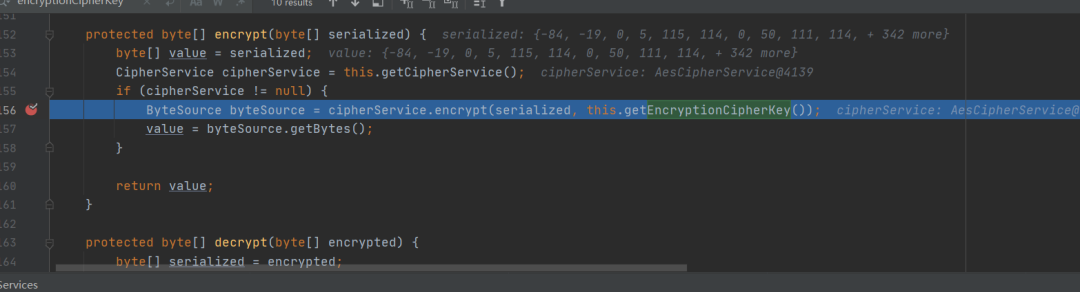 encryptionCipherKey × Aa W .* 10 results
151
152 protected byte[] encrypt(byte[] serialized) { serialized: {-84, -19, 0, 5, 115, 114, 0, 50, 111, 114, + 342 more}
153 byte[] value = serialized; value: {-84, -19, 0, 5, 115, 114, 0, 50, 111, 114, + 342 more}
154 CipherService cipherService = this.getCipherService(); cipherService: AesCipherService@4139
155 if (cipherService != null) {
156 ByteSource byteSource = cipherService.encrypt(serialized, this.getEncryptionCipherKey()); cipherService: AesCipherService@
157 value = byteSource.getBytes();
158 }
159
160 return value;
161 }
162
163 protected byte[] decrypt(byte[] encrypted) {
164 byte[] serialized = encrypted;
Services